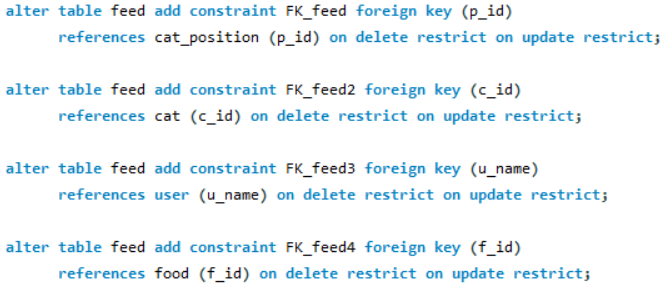 alter table feed add constraint FK_feed foreign key (p_id)
references cat_position (p_id) on delete restrict on update restrict;
alter table feed add constraint FK_feed2 foreign key (c_id)
references cat (c_id) on delete restrict on update restrict;
alter table feed add constraint FK_feed3 foreign key (u_name)
references user (u_name) on delete restrict on update restrict;
alter table feed add constraint FK_feed4 foreign key (f_id)
references food (f_id) on delete restrict on update restrict;